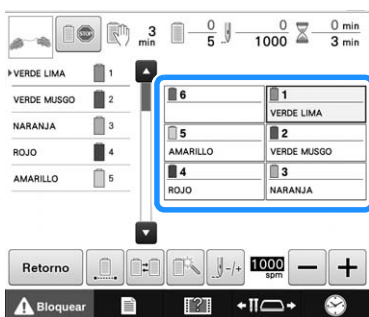 3 min 0/5 0/1000 0 min/3 min
VERDE LIMA 1
VERDE MUSGO 2
NARANJA 3
ROJO 4
AMARILLO 5
6 1
VERDE LIMA
5 2
AMARILLO VERDE MUSGO
4 3
ROJO NARANJA
Retorno -/+ 1000 spm − +
Bloquear ?